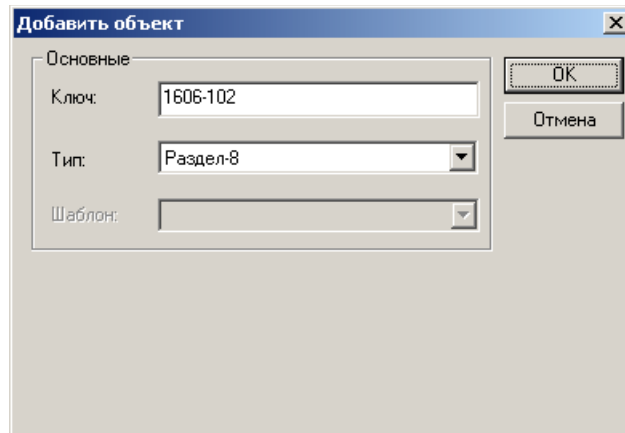 Добавить объект
Основные
Ключ: 1606-102
Тип: Раздел-8
Шаблон:
OK
Отмена